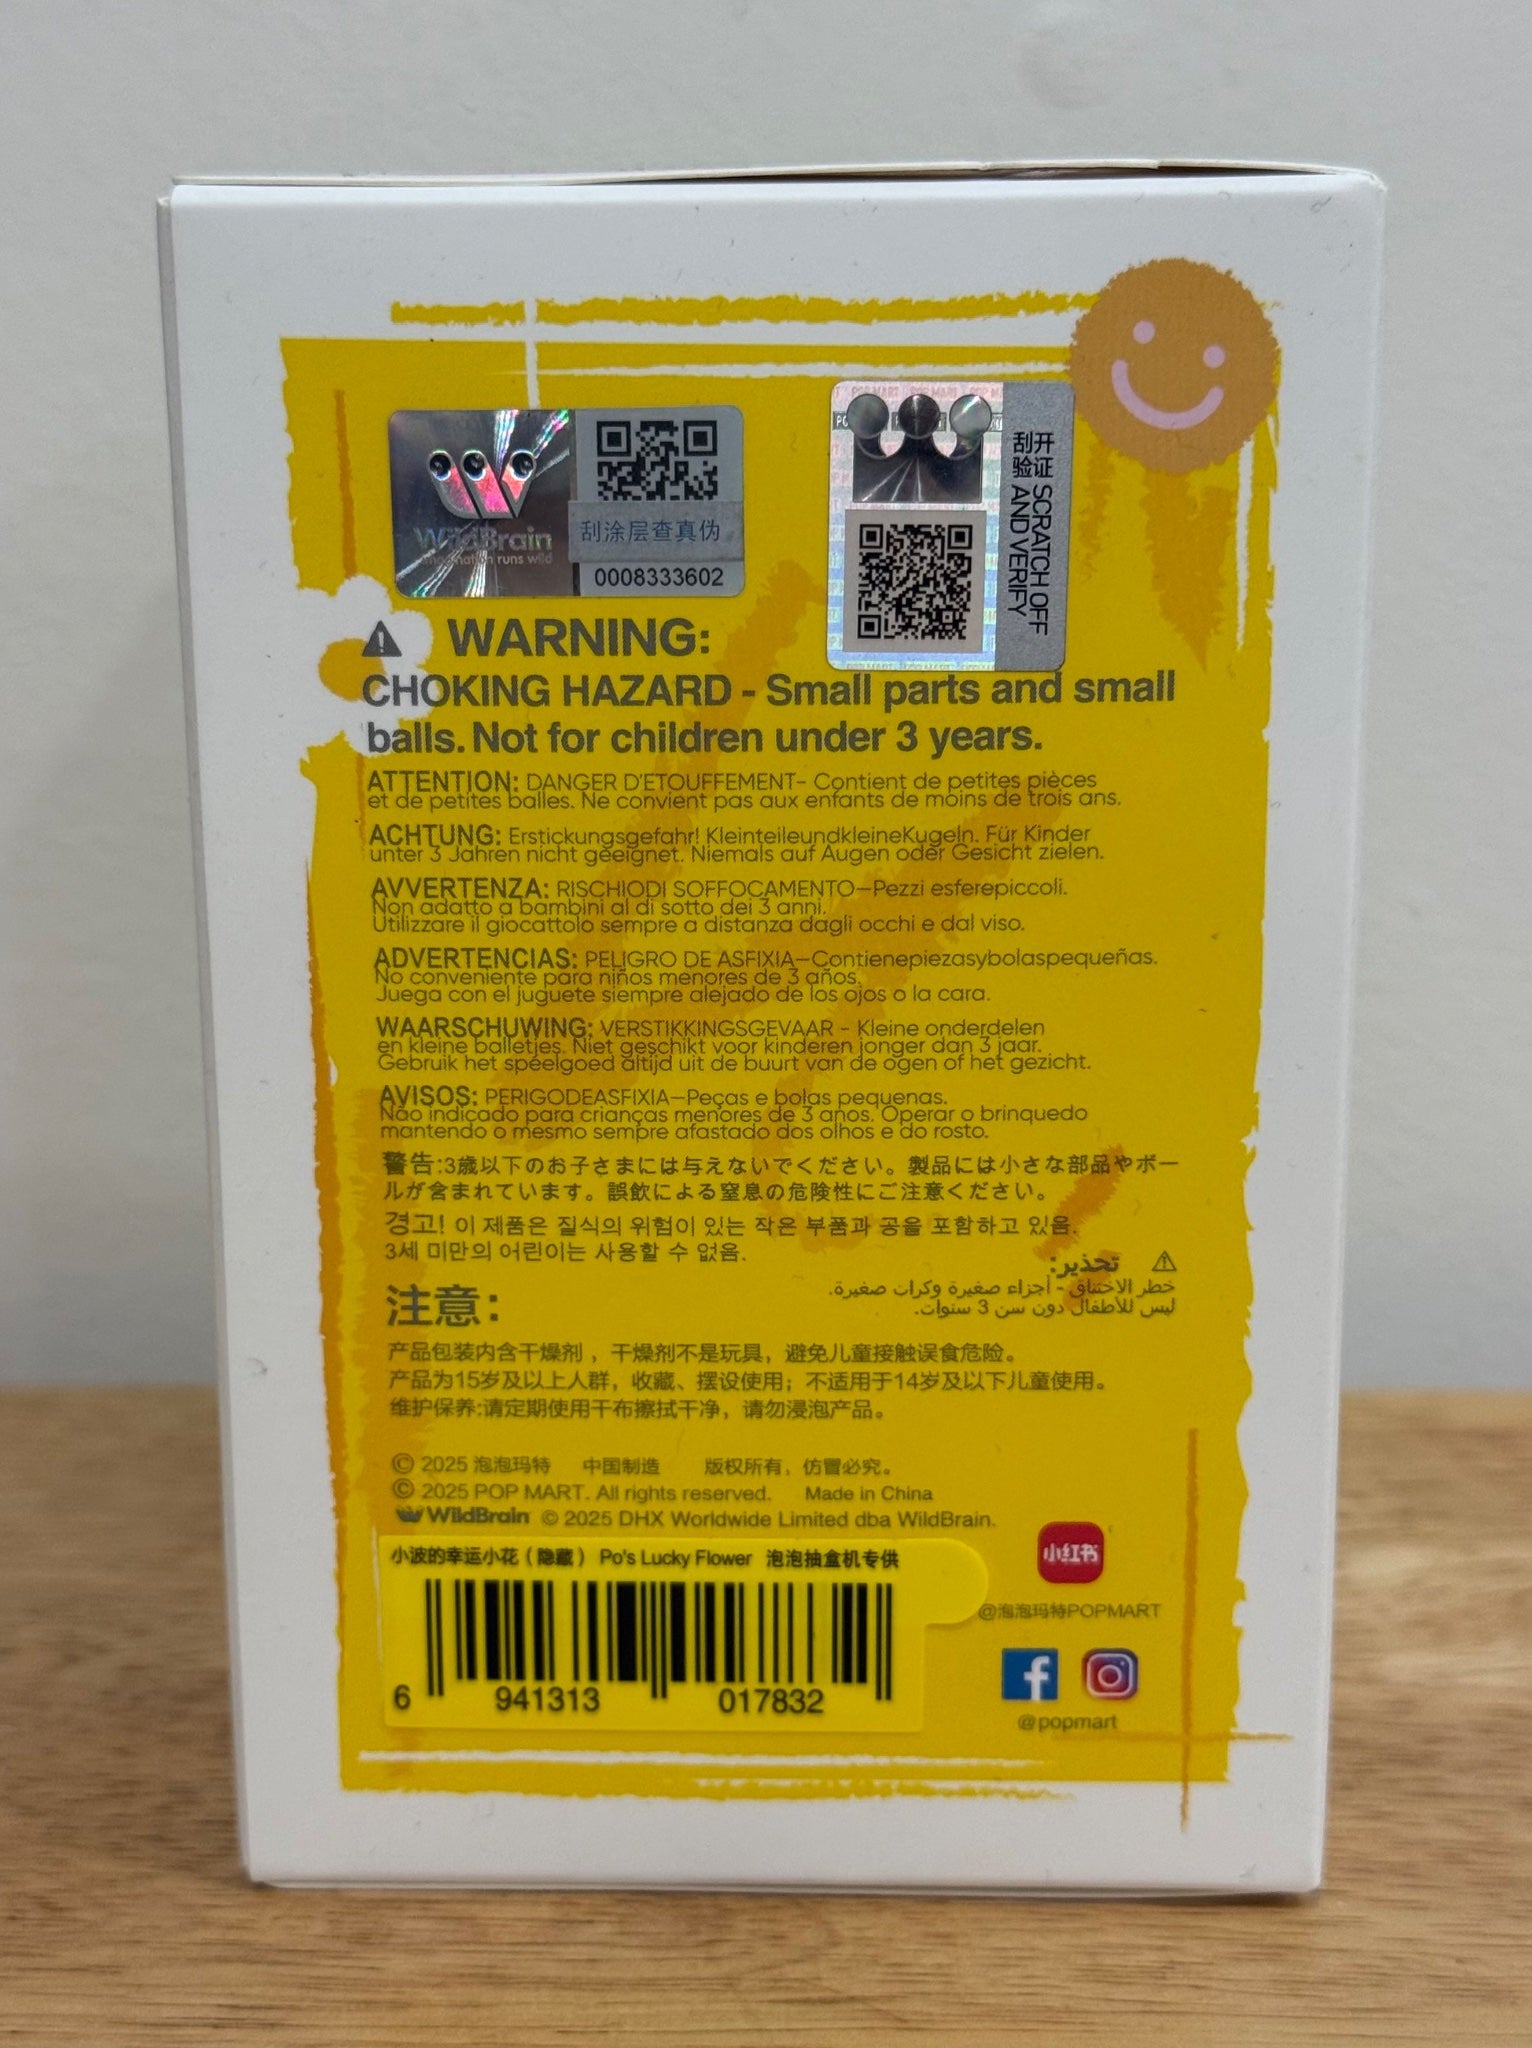 WildBrain
刮涂层查真伪
0008333602
刮开 SCRATCH OFF
验证 AND VERIFY
WARNING:
CHOKING HAZARD - Small parts and small
balls. Not for children under 3 years.
ATTENTION: DANGER D'ETOUFFEMENT- Contient de petites pièces
et de petites balles. Ne convient pas aux enfants de moins de trois ans.
ACHTUNG: Erstickungsgefahr! KleinteileundkleineKugeln. Für Kinder
unter 3 Jahren nicht geeignet. Niemals auf Augen oder Gesicht zielen.
AVVERTENZA: RISCHIODI SOFFOCAMENTO—Pezzi esferepiccoli.
Non adatto a bambini al di sotto dei 3 anni.
Utilizzare il giocattolo sempre a distanza dagli occhi e dal viso.
ADVERTENCIAS: PELIGRO DE ASFIXIA—Contienepiezasybolaspequeñas.
No conveniente para niños menores de 3 años.
Juega con el juguete siempre alejado de los ojos o la cara.
WAARSCHUWING: VERSTIKKINGSGEVAAR - Kleine onderdelen
en kleine balletjes. Niet geschikt voor kinderen jonger dan 3 jaar.
Gebruik het speelgoed altijd uit de buurt van de ogen of het gezicht.
AVISOS: PERIGODEASFIXIA—Peças e bolas pequenas.
Não indicado para crianças menores de 3 anos. Operar o brinquedo
mantendo o mesmo sempre afastado dos olhos e do rosto.
警告:3歳以下のお子さまには与えないでください。製品には小さな部品やボー
ルが含まれています。誤飲による窒息の危険性にご注意ください。
경고! 이 제품은 질식의 위험이 있는 작은 부품과 공을 포함하고 있음.
3세 미만의 어린이는 사용할 수 없음.
تحذير:
خطر الاختناق - أجزاء صغيرة وكرات صغيرة.
ليس للأطفال دون سن 3 سنوات.
注意：
产品包装内含干燥剂，干燥剂不是玩具，避免儿童接触误食危险。
产品为15岁及以上人群，收藏、摆设使用；不适用于14岁及以下儿童使用。
维护保养:请定期使用干布擦拭干净，请勿浸泡产品。
© 2025 泡泡玛特 中国制造 版权所有，仿冒必究。
© 2025 POP MART. All rights reserved. Made in China
WildBrain © 2025 DHX Worldwide Limited dba WildBrain.
小波的幸运小花（隐藏） Po's Lucky Flower 泡泡抽盒机专供
6 941313 017832
小红书
@泡泡玛特POPMART
@popmart